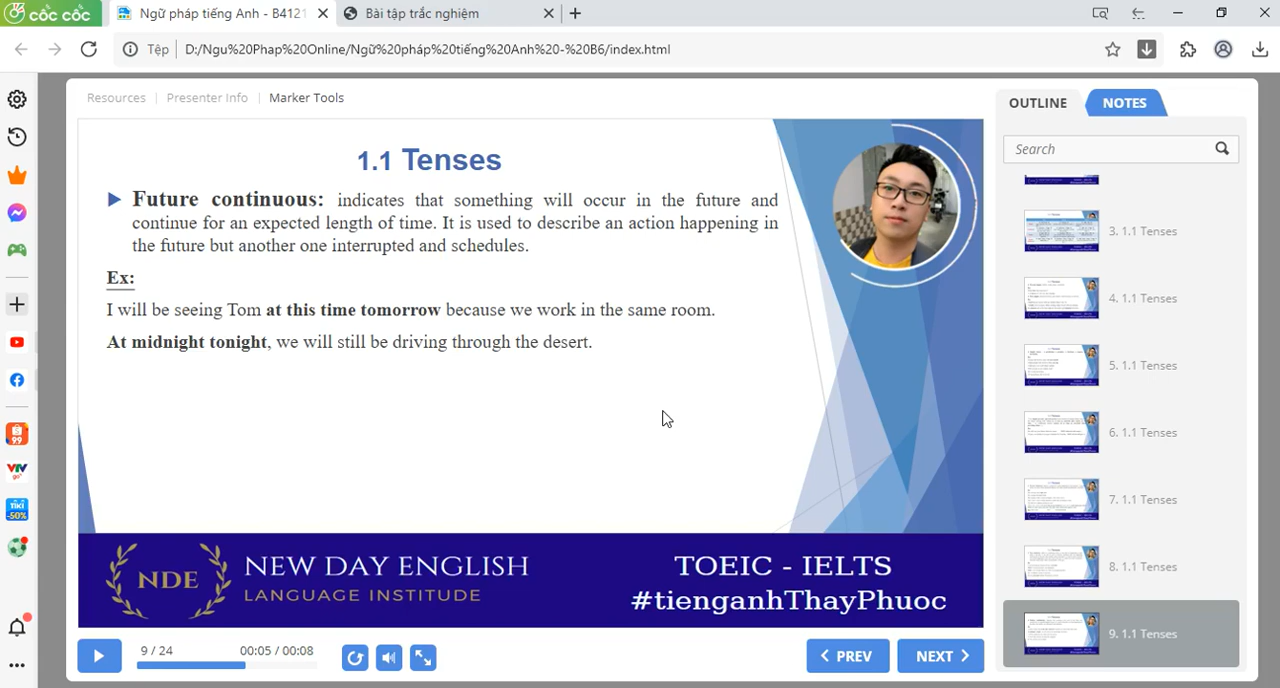 cốc cốc
Ngữ pháp tiếng Anh - B4121
Bài tập trắc nghiệm
Tệp
D:/Ngu%20Phap%20Online/Ngữ%20pháp%20tiếng%20Anh%20-%20B6/index.html
Resources
Presenter Info
Marker Tools
OUTLINE
NOTES
Search
1.1 Tenses
Future continuous: indicates that something will occur in the future and
continue for an expected length of time. It is used to describe an action happening in
the future but another one interrupted and schedules.
Ex:
I will be seeing Tom at this time tomorrow because we work in the same room.
At midnight tonight, we will still be driving through the desert.
NDE
NEW DAY ENGLISH
LANGUAGE INSTITUDE
TOEIC - IELTS
#tienganhThayPhuoc
3. 1.1 Tenses
4. 1.1 Tenses
5. 1.1 Tenses
6. 1.1 Tenses
7. 1.1 Tenses
8. 1.1 Tenses
9. 1.1 Tenses
9 / 24
00:05 / 00:08
PREV
NEXT
99
VTV
go
TIKI
-50%